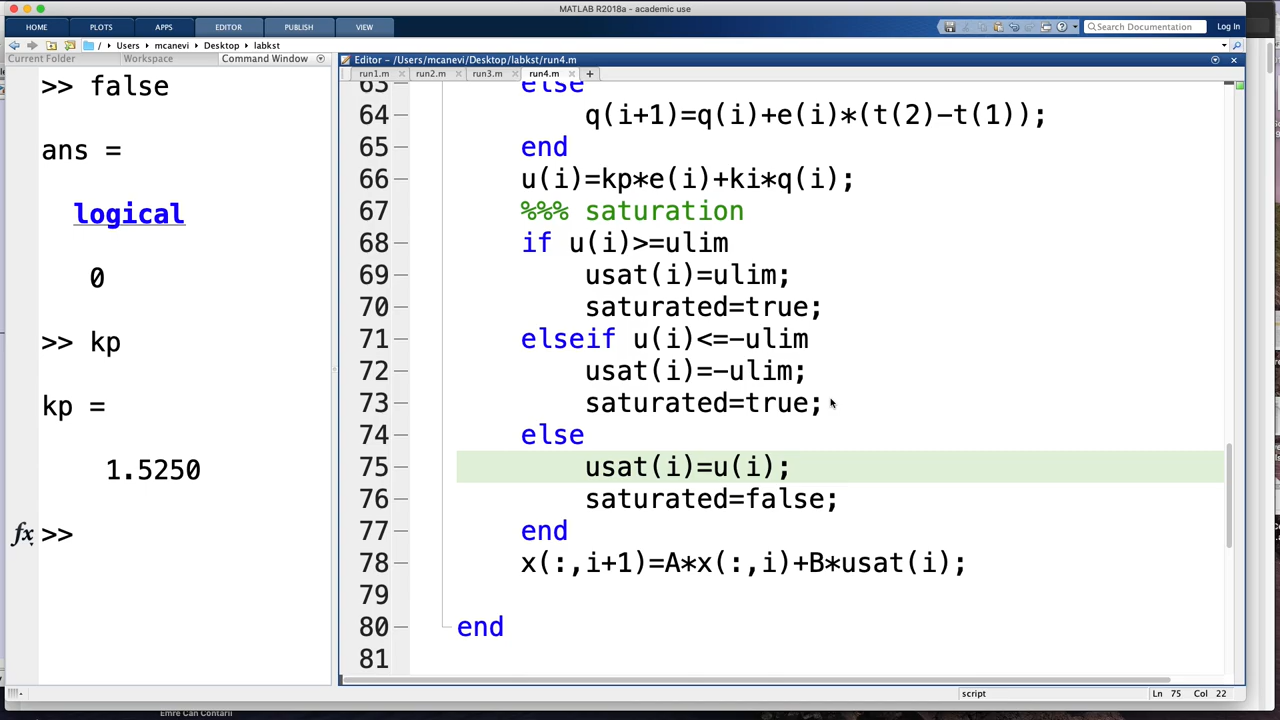 MATLAB R2018a - academic use
HOME PLOTS APPS EDITOR PUBLISH VIEW
Search Documentation Log In
/ Users mcanevi Desktop labkst
Current Folder Workspace Command Window
Editor - /Users/mcanevi/Desktop/labkst/run4.m
run1.m run2.m run3.m run4.m
>> false
ans =
logical
0
>> kp
kp =
1.5250
fx >>
63 else
64 q(i+1)=q(i)+e(i)*(t(2)-t(1));
65 end
66 u(i)=kp*e(i)+ki*q(i);
67 %%% saturation
68 if u(i)>=ulim
69 usat(i)=ulim;
70 saturated=true;
71 elseif u(i)<=-ulim
72 usat(i)=-ulim;
73 saturated=true;
74 else
75 usat(i)=u(i);
76 saturated=false;
77 end
78 x(:,i+1)=A*x(:,i)+B*usat(i);
79
80 end
81
script Ln 75 Col 22
Emre Can Contarli